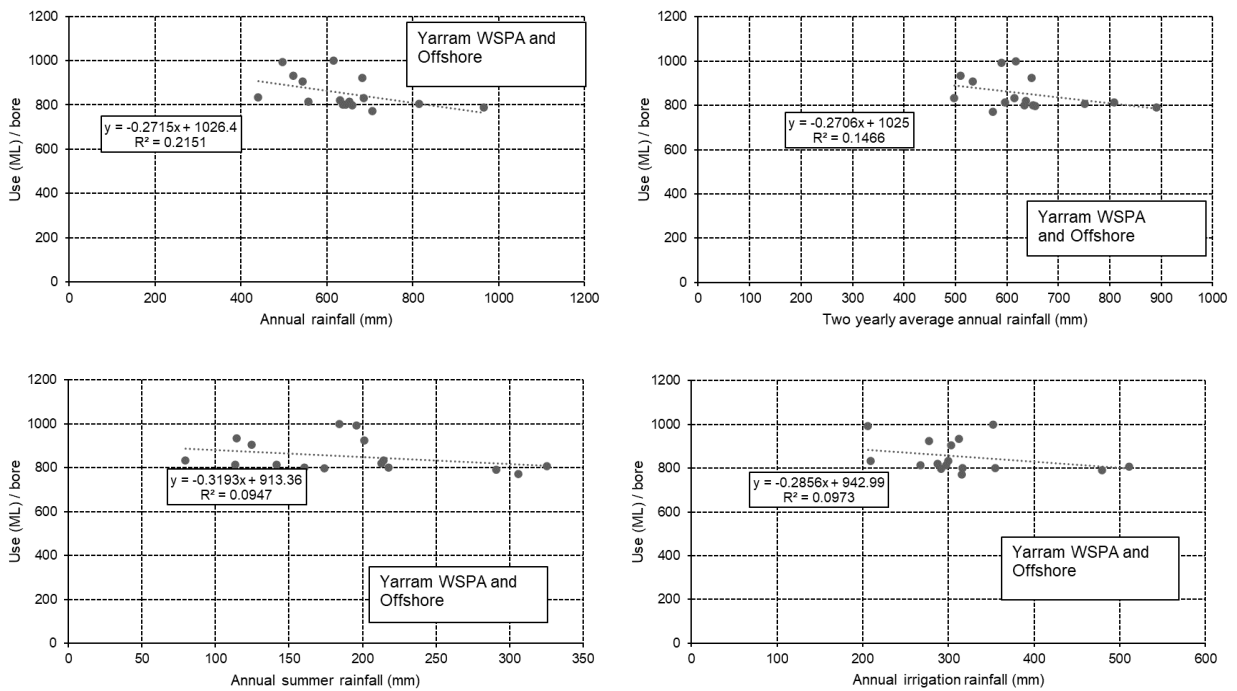 1200
1000
800
600
400
200
0
Use (ML) / bore
Yarram WSPA and
Offshore
y = -0.2715x + 1026.4
R² = 0.2151
0 200 400 600 800 1000 1200
Annual rainfall (mm)
1200
1000
800
600
400
200
0
Use (ML) / bore
y = -0.2706x + 1025
R² = 0.1466
Yarram WSPA
and Offshore
0 100 200 300 400 500 600 700 800 900 1000
Two yearly average annual rainfall (mm)
1200
1000
800
600
400
200
0
Use (ML) / bore
y = -0.3193x + 913.36
R² = 0.0947
Yarram WSPA and
Offshore
0 50 100 150 200 250 300 350
Annual summer rainfall (mm)
1200
1000
800
600
400
200
0
Use (ML) / bore
y = -0.2856x + 942.99
R² = 0.0973
Yarram WSPA and
Offshore
0 100 200 300 400 500 600
Annual irrigation rainfall (mm)